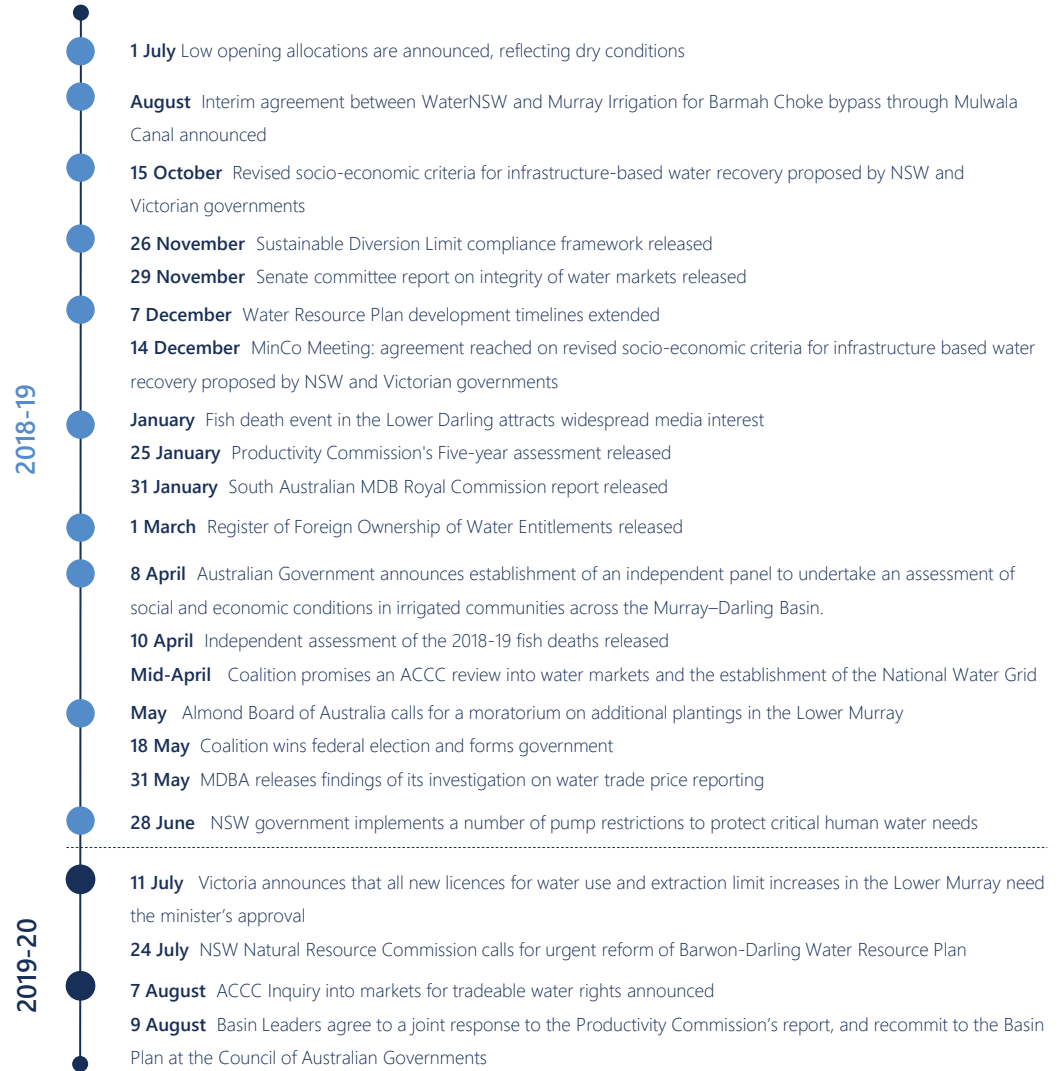 1 July Low opening allocations are announced, reflecting dry conditions
August Interim agreement between WaterNSW and Murray Irrigation for Barmah Choke bypass through Mulwala
Canal announced
15 October Revised socio-economic criteria for infrastructure-based water recovery proposed by NSW and
Victorian governments
26 November Sustainable Diversion Limit compliance framework released
29 November Senate committee report on integrity of water markets released
7 December Water Resource Plan development timelines extended
14 December MinCo Meeting: agreement reached on revised socio-economic criteria for infrastructure based water
recovery proposed by NSW and Victorian governments
2018-19
January Fish death event in the Lower Darling attracts widespread media interest
25 January Productivity Commission's Five-year assessment released
31 January South Australian MDB Royal Commission report released
1 March Register of Foreign Ownership of Water Entitlements released
8 April Australian Government announces establishment of an independent panel to undertake an assessment of
social and economic conditions in irrigated communities across the Murray–Darling Basin.
10 April Independent assessment of the 2018-19 fish deaths released
Mid-April Coalition promises an ACCC review into water markets and the establishment of the National Water Grid
May Almond Board of Australia calls for a moratorium on additional plantings in the Lower Murray
18 May Coalition wins federal election and forms government
31 May MDBA releases findings of its investigation on water trade price reporting
28 June NSW government implements a number of pump restrictions to protect critical human water needs
11 July Victoria announces that all new licences for water use and extraction limit increases in the Lower Murray need
the minister’s approval
24 July NSW Natural Resource Commission calls for urgent reform of Barwon-Darling Water Resource Plan
2019-20
7 August ACCC Inquiry into markets for tradeable water rights announced
9 August Basin Leaders agree to a joint response to the Productivity Commission’s report, and recommit to the Basin
Plan at the Council of Australian Governments